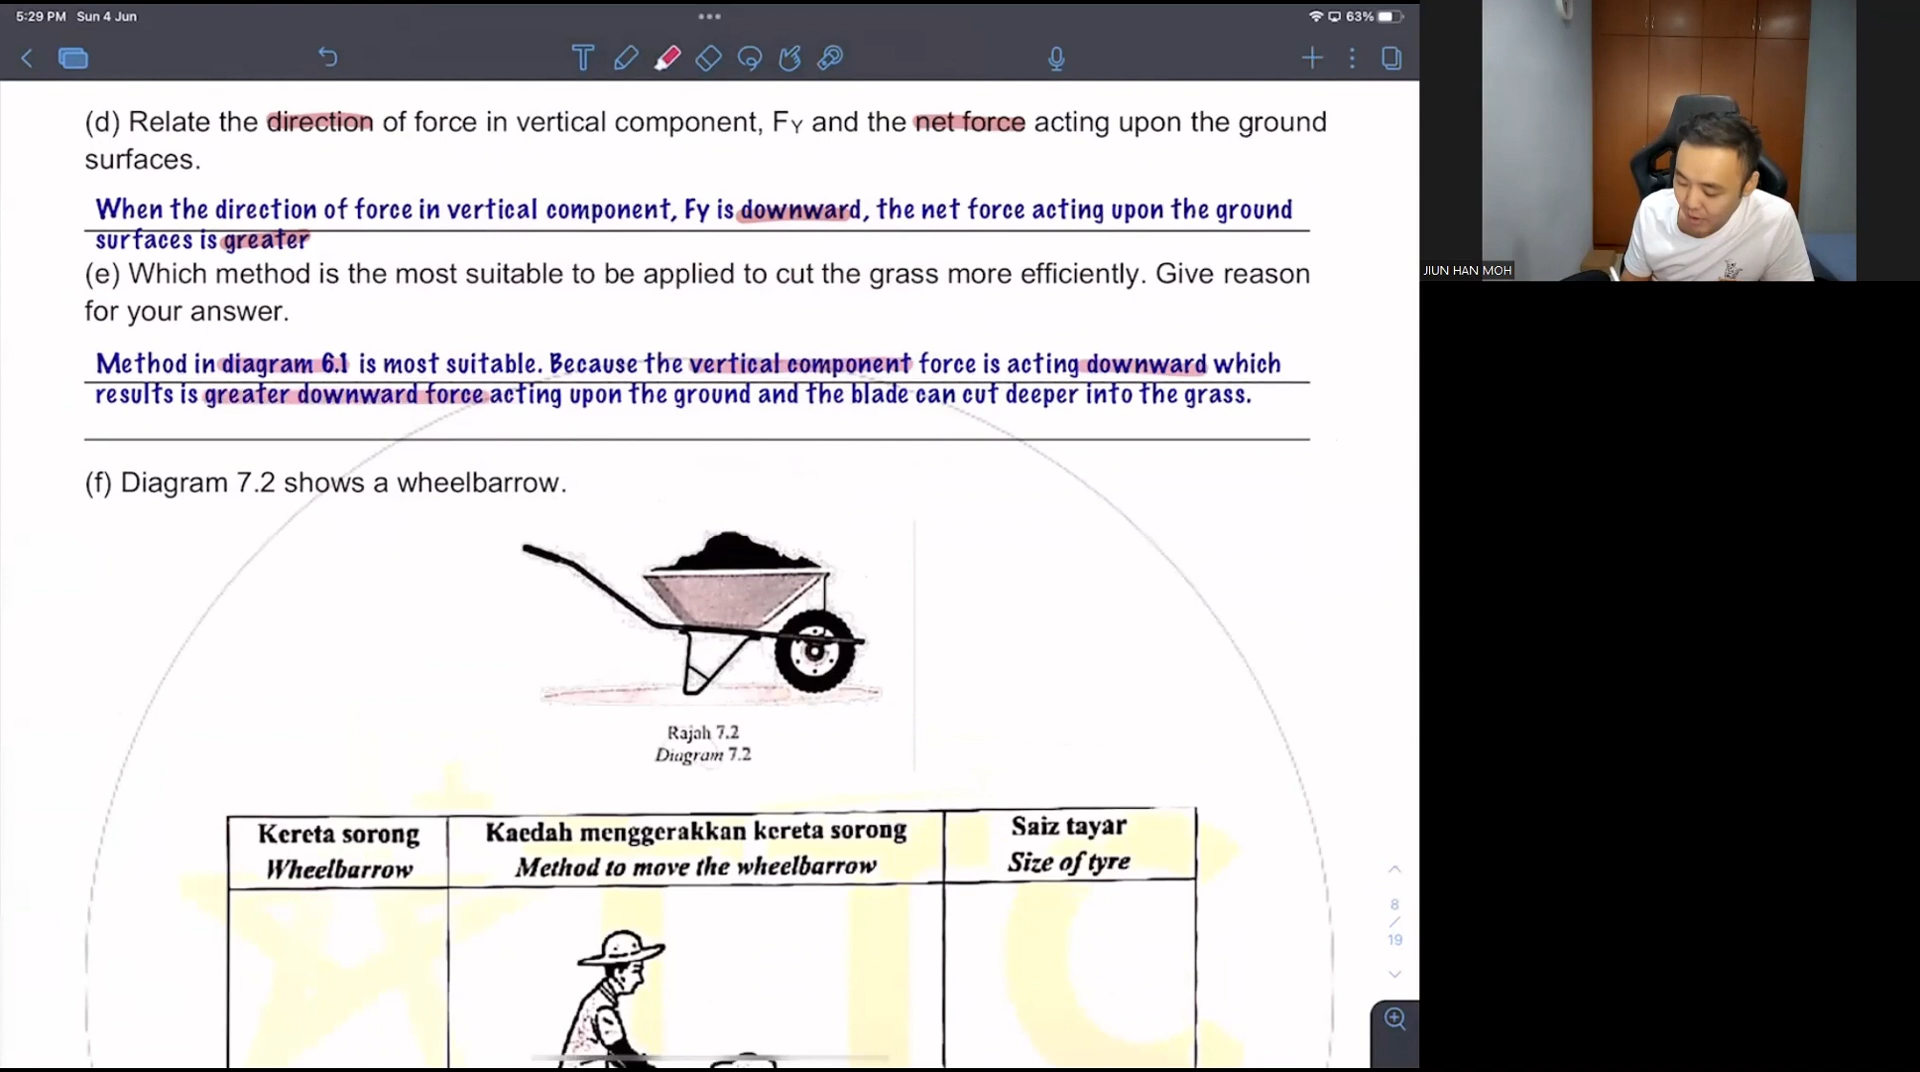 5:29 PM Sun 4 Jun
63%
(d) Relate the direction of force in vertical component, FY and the net force acting upon the ground
surfaces.
When the direction of force in vertical component, Fy is downward, the net force acting upon the ground
surfaces is greater
(e) Which method is the most suitable to be applied to cut the grass more efficiently. Give reason
for your answer.
Method in diagram 6.1 is most suitable. Because the vertical component force is acting downward which
results is greater downward force acting upon the ground and the blade can cut deeper into the grass.
(f) Diagram 7.2 shows a wheelbarrow.
Rajah 7.2
Diagram 7.2
Kereta sorong
Wheelbarrow
Kaedah menggerakkan kereta sorong
Method to move the wheelbarrow
Saiz tayar
Size of tyre
8
/
19
JIUN HAN MOH